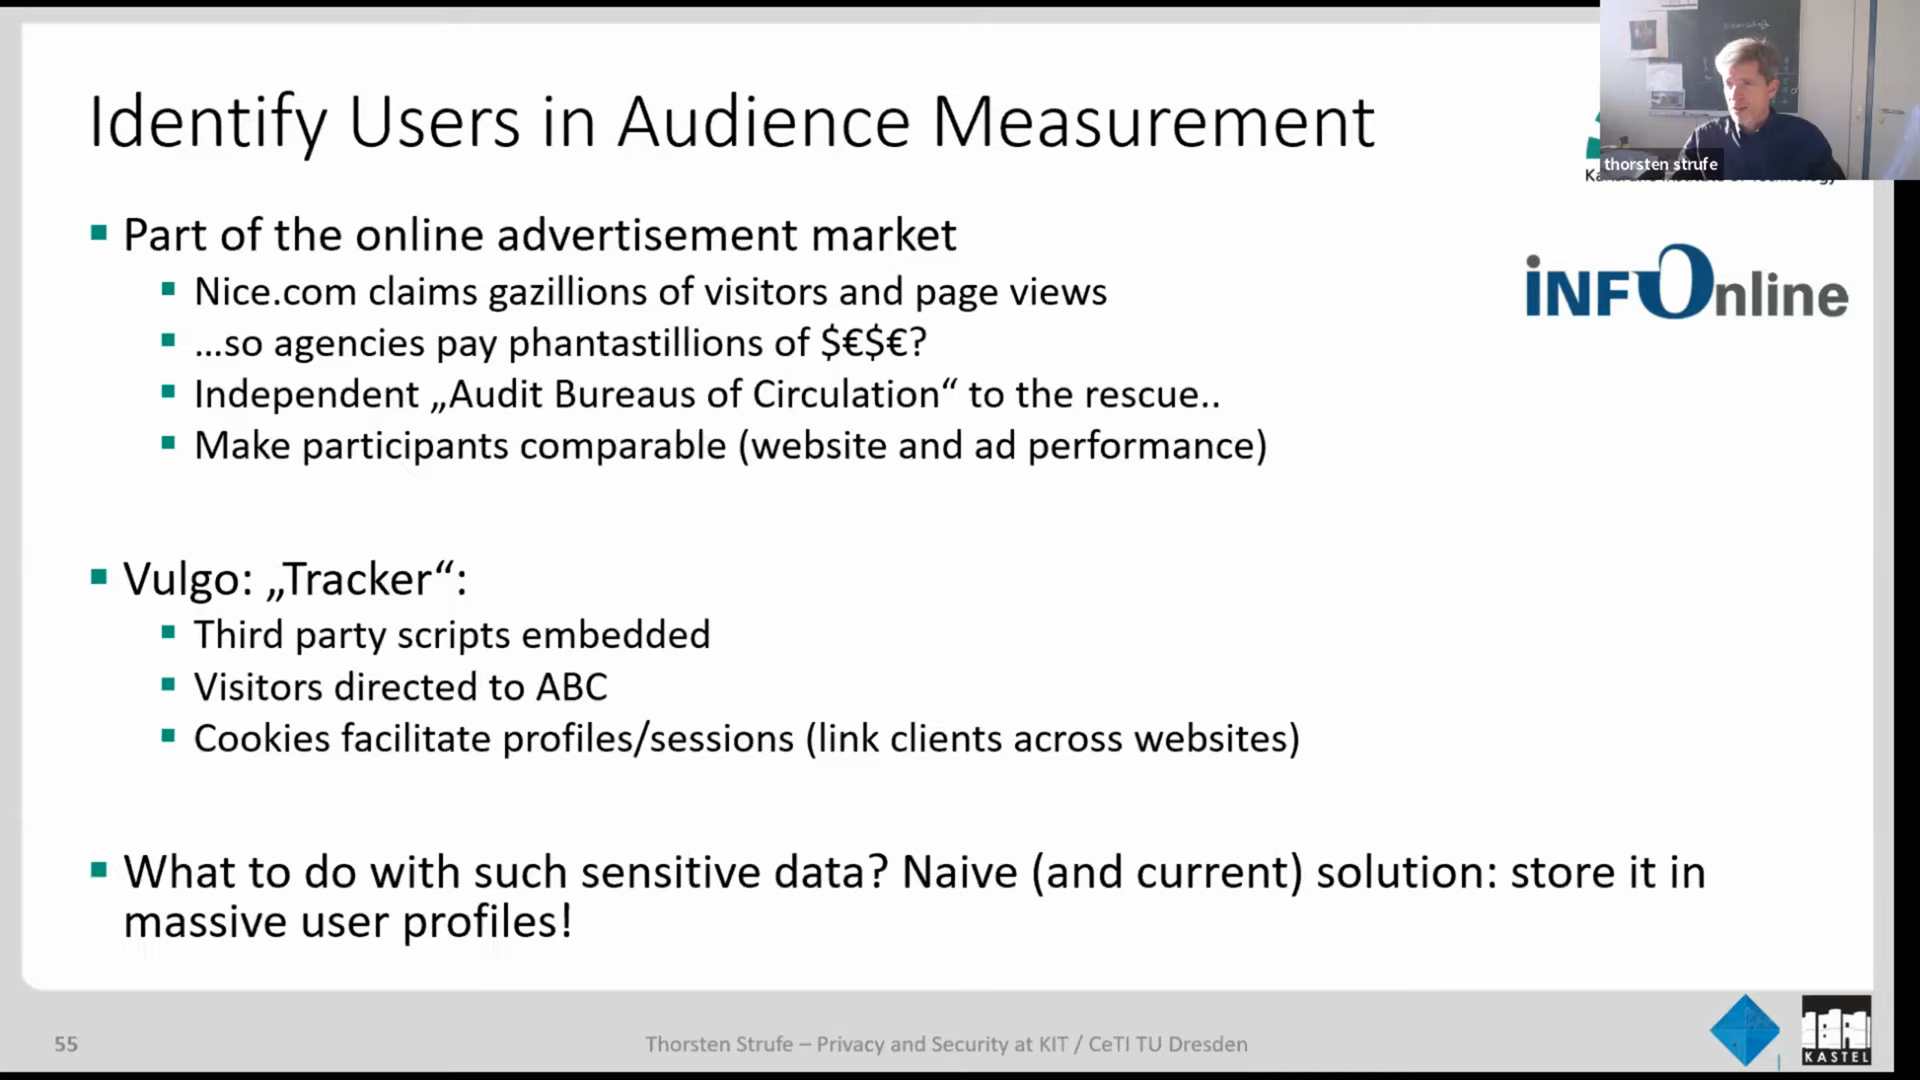 Identify Users in Audience Measurement
thorsten strufe
Part of the online advertisement market
Nice.com claims gazillions of visitors and page views
...so agencies pay phantastillions of $€$€?
Independent „Audit Bureaus of Circulation“ to the rescue..
Make participants comparable (website and ad performance)
iNFOnline
Vulgo: „Tracker“:
Third party scripts embedded
Visitors directed to ABC
Cookies facilitate profiles/sessions (link clients across websites)
What to do with such sensitive data? Naive (and current) solution: store it in
massive user profiles!
55
Thorsten Strufe – Privacy and Security at KIT / CeTI TU Dresden
KASTEL